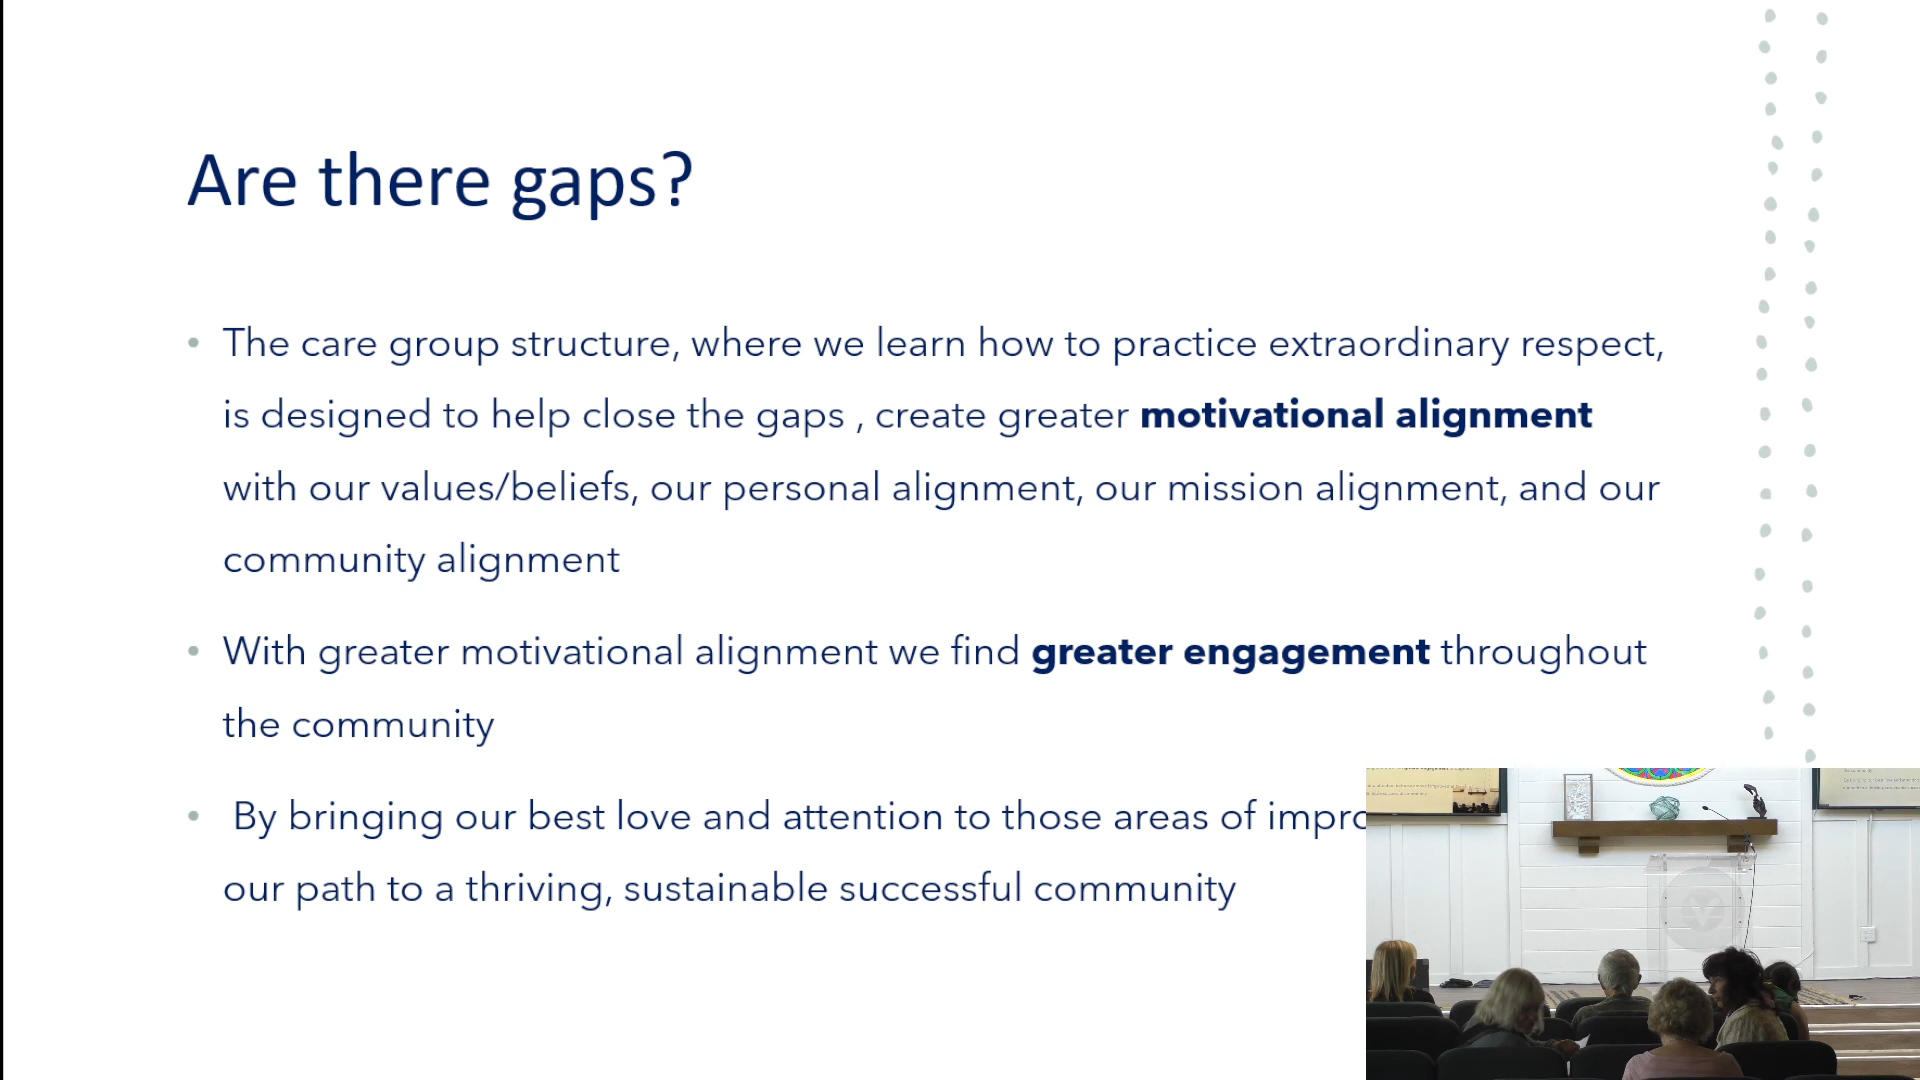 Are there gaps?
• The care group structure, where we learn how to practice extraordinary respect,
is designed to help close the gaps , create greater motivational alignment
with our values/beliefs, our personal alignment, our mission alignment, and our
community alignment
• With greater motivational alignment we find greater engagement throughout
the community
• By bringing our best love and attention to those areas of
our path to a thriving, sustainable successful community